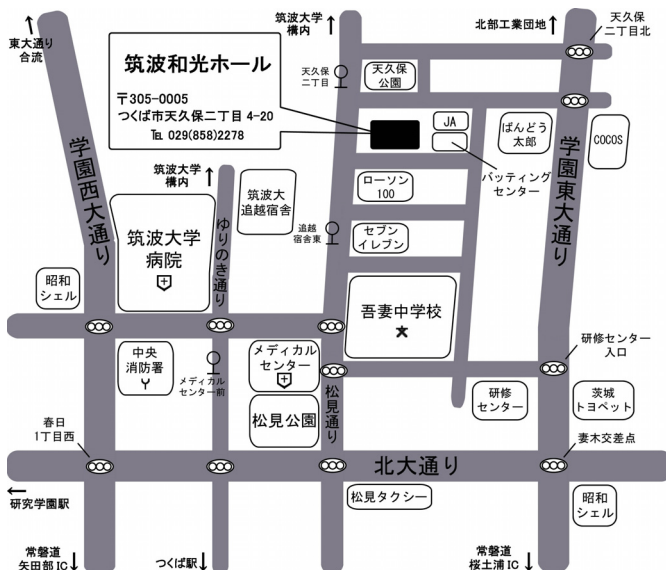 東大通り
合流
筑波大学
構内
北部工業団地
天久保
二丁目北
筑波和光ホール
〒305-0005
つくば市天久保二丁目 4-20
℡ 029(858)2278
天久保
二丁目
天久保
公園
JA
ばんどう
太郎
COCOS
バッティング
センター
学園西大通り
筑波大学
構内
筑波大
追越宿舎
ローソン
100
学園東大通り
筑波大学
病院
ゆりのき通り
追越
宿舎東
セブン
イレブン
昭和
シェル
吾妻中学校
中央
消防署
メディカル
センター前
メディカル
センター
研修センター
入口
松見公園
松見通り
研修
センター
茨城
トヨペット
春日
1丁目西
妻木交差点
北大通り
研究学園駅
松見タクシー
昭和
シェル
常磐道
矢田部 IC
つくば駅
常磐道
桜土浦 IC